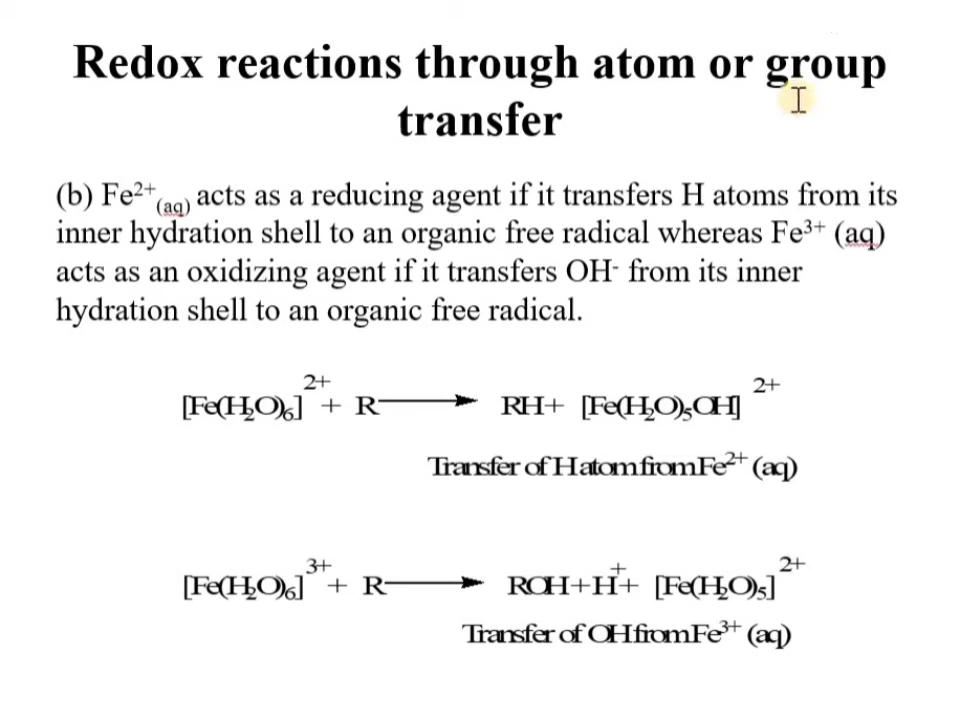 Redox reactions through atom or group
transfer
(b) Fe²⁺₍aq₎ acts as a reducing agent if it transfers H atoms from its
inner hydration shell to an organic free radical whereas Fe³⁺ (aq)
acts as an oxidizing agent if it transfers OH⁻ from its inner
hydration shell to an organic free radical.
[Fe(H₂O)₆]²⁺ + R ⟶ RH + [Fe(H₂O)₅OH]²⁺
Transfer of H atom from Fe²⁺ (aq)
[Fe(H₂O)₆]³⁺ + R ⟶ ROH + H⁺ + [Fe(H₂O)₅]²⁺
Transfer of OH from Fe³⁺ (aq)